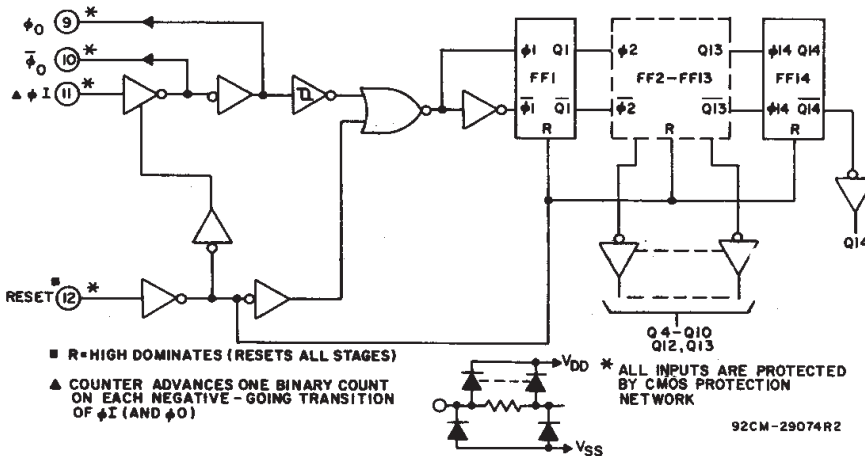 ϕ0 9 *
ϕ̅0 10 *
▲ ϕI 11 *
ϕ1 Q1
FF1
ϕ̅1 Q̅1
R
ϕ2 Q13
FF2-FF13
ϕ̅2 Q̅13
R
ϕ14 Q14
FF14
ϕ̅14 Q̅14
R
Q14
RESET ■ 12 *
Q4-Q10
Q12,Q13
■ R=HIGH DOMINATES (RESETS ALL STAGES)
▲ COUNTER ADVANCES ONE BINARY COUNT
ON EACH NEGATIVE-GOING TRANSITION
OF ϕI (AND ϕO)
VDD
VSS
* ALL INPUTS ARE PROTECTED
BY CMOS PROTECTION
NETWORK
92CM-29074R2